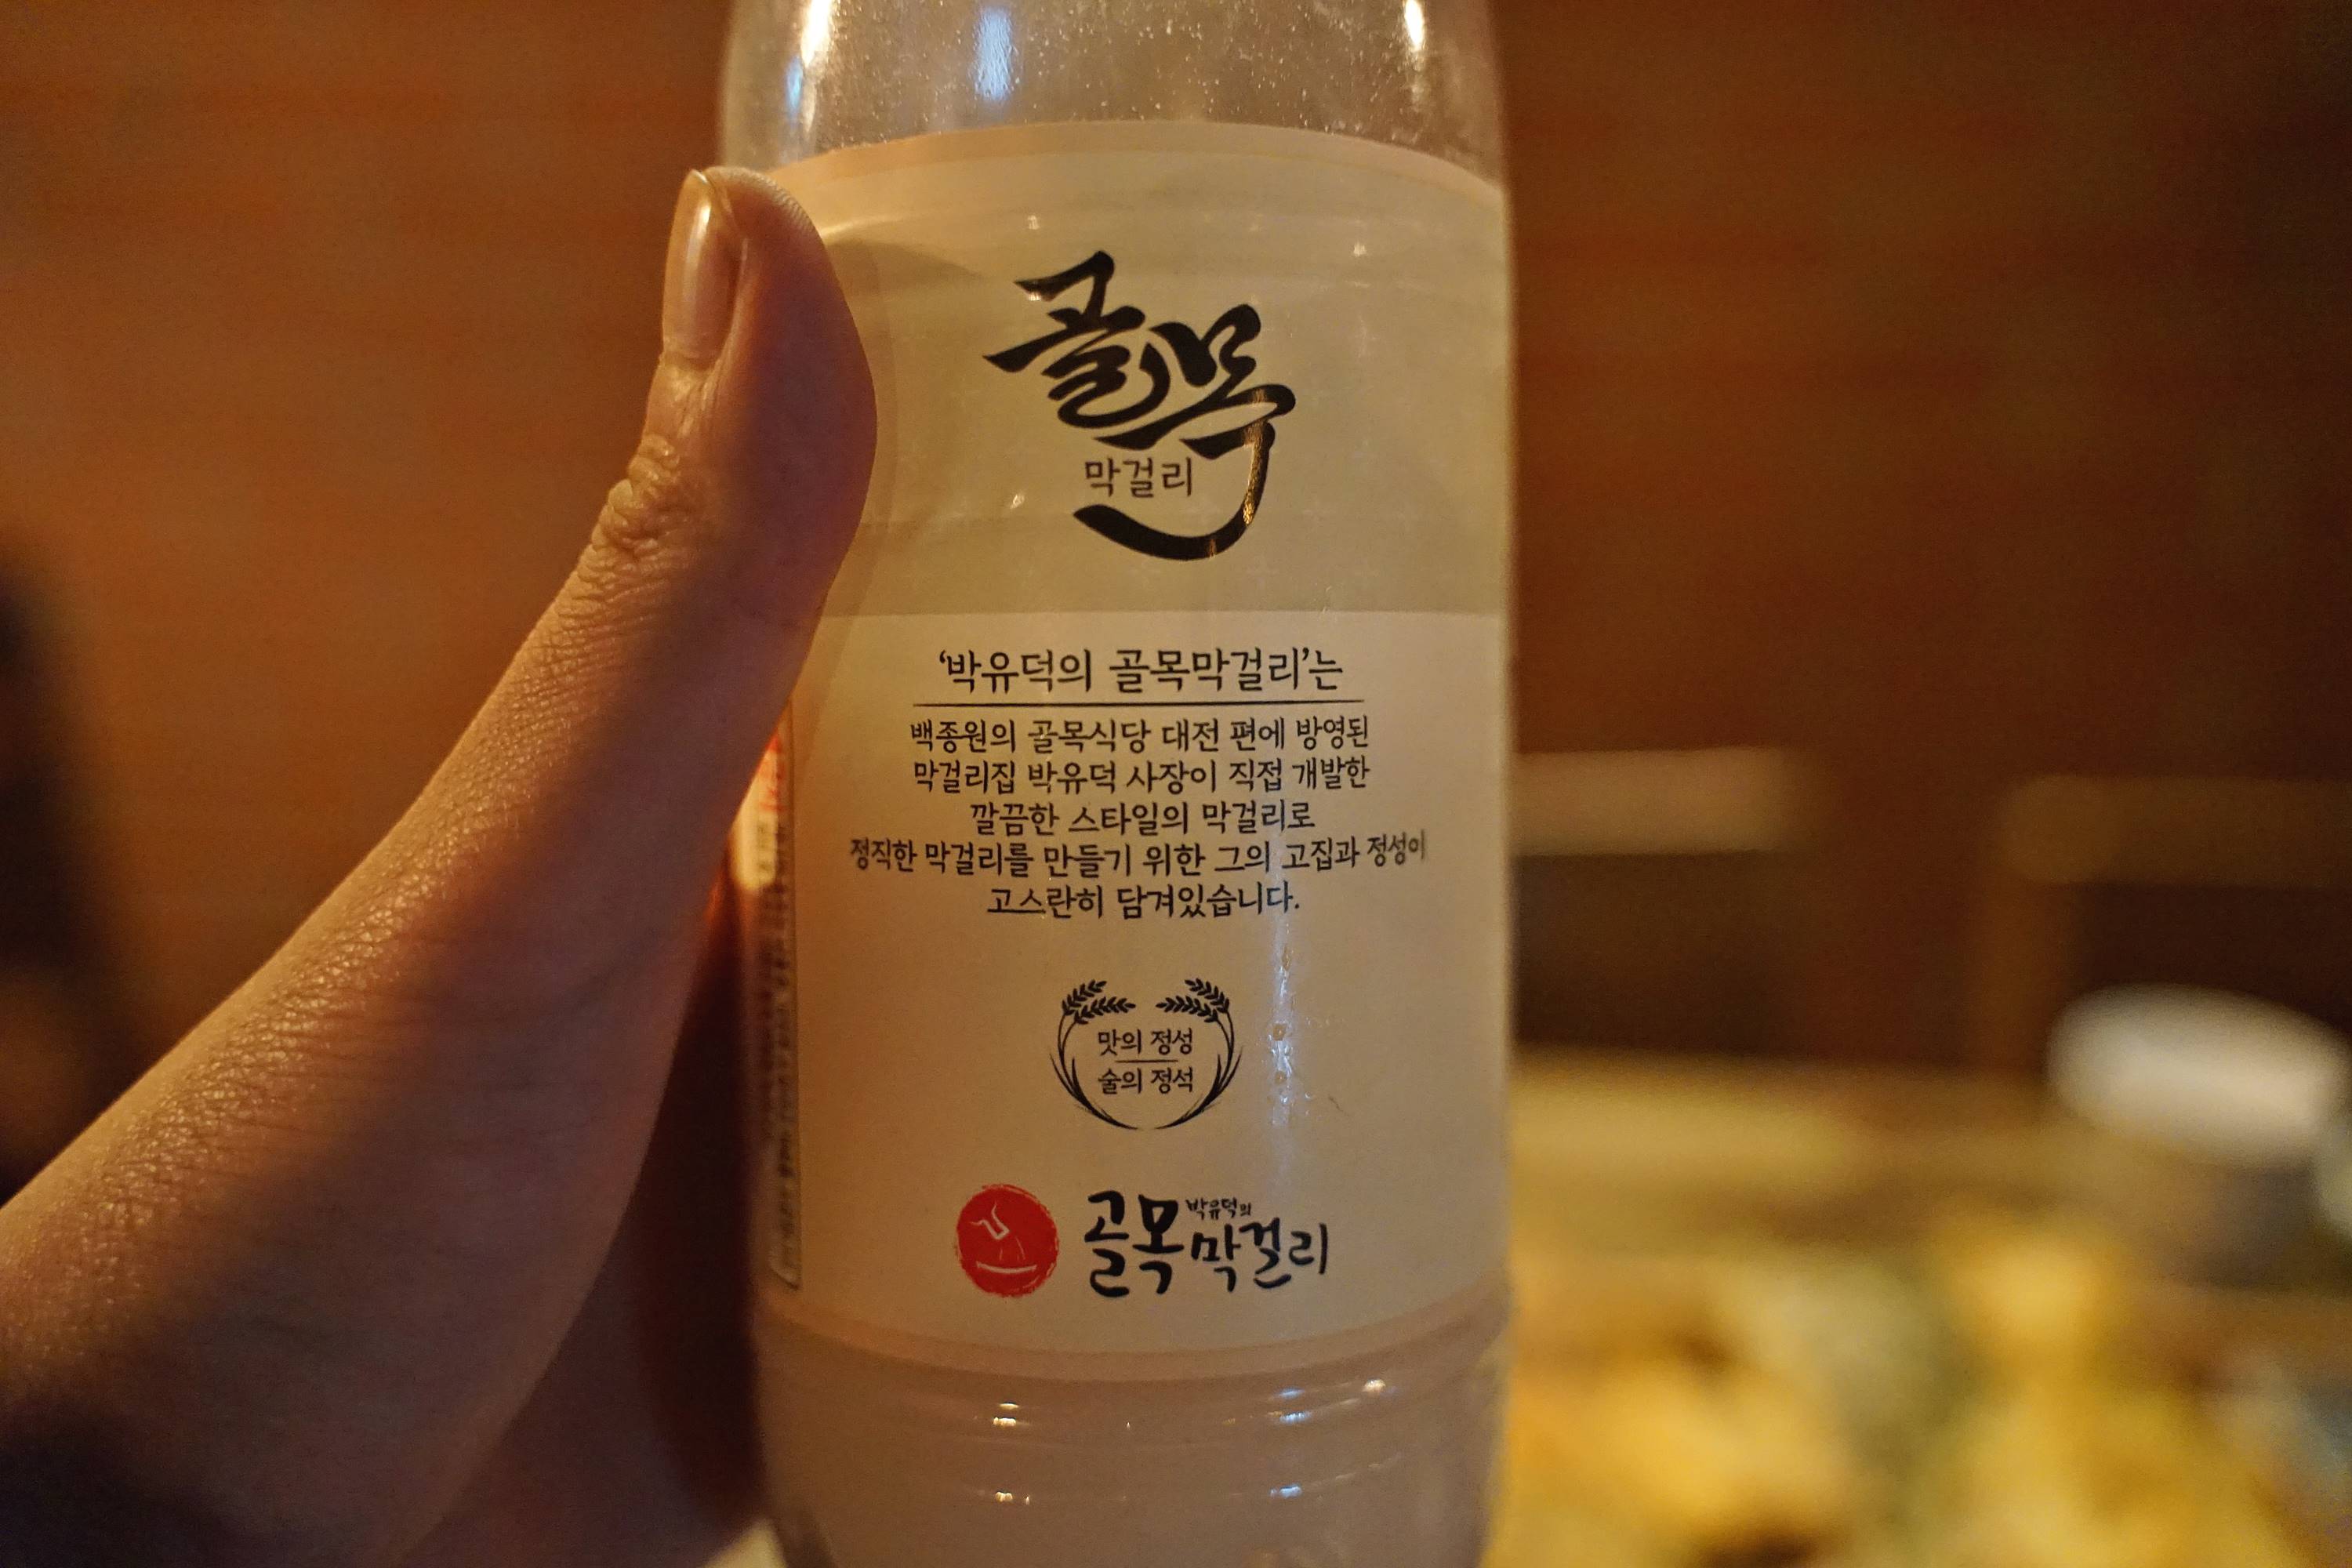 골목
막걸리
‘박유덕의 골목막걸리’는
백종원의 골목식당 대전 편에 방영된
막걸리집 박유덕 사장이 직접 개발한
깔끔한 스타일의 막걸리로
정직한 막걸리를 만들기 위한 그의 고집과 정성이
고스란히 담겨있습니다.
맛의 정성
술의 정석
박유덕의
골목막걸리